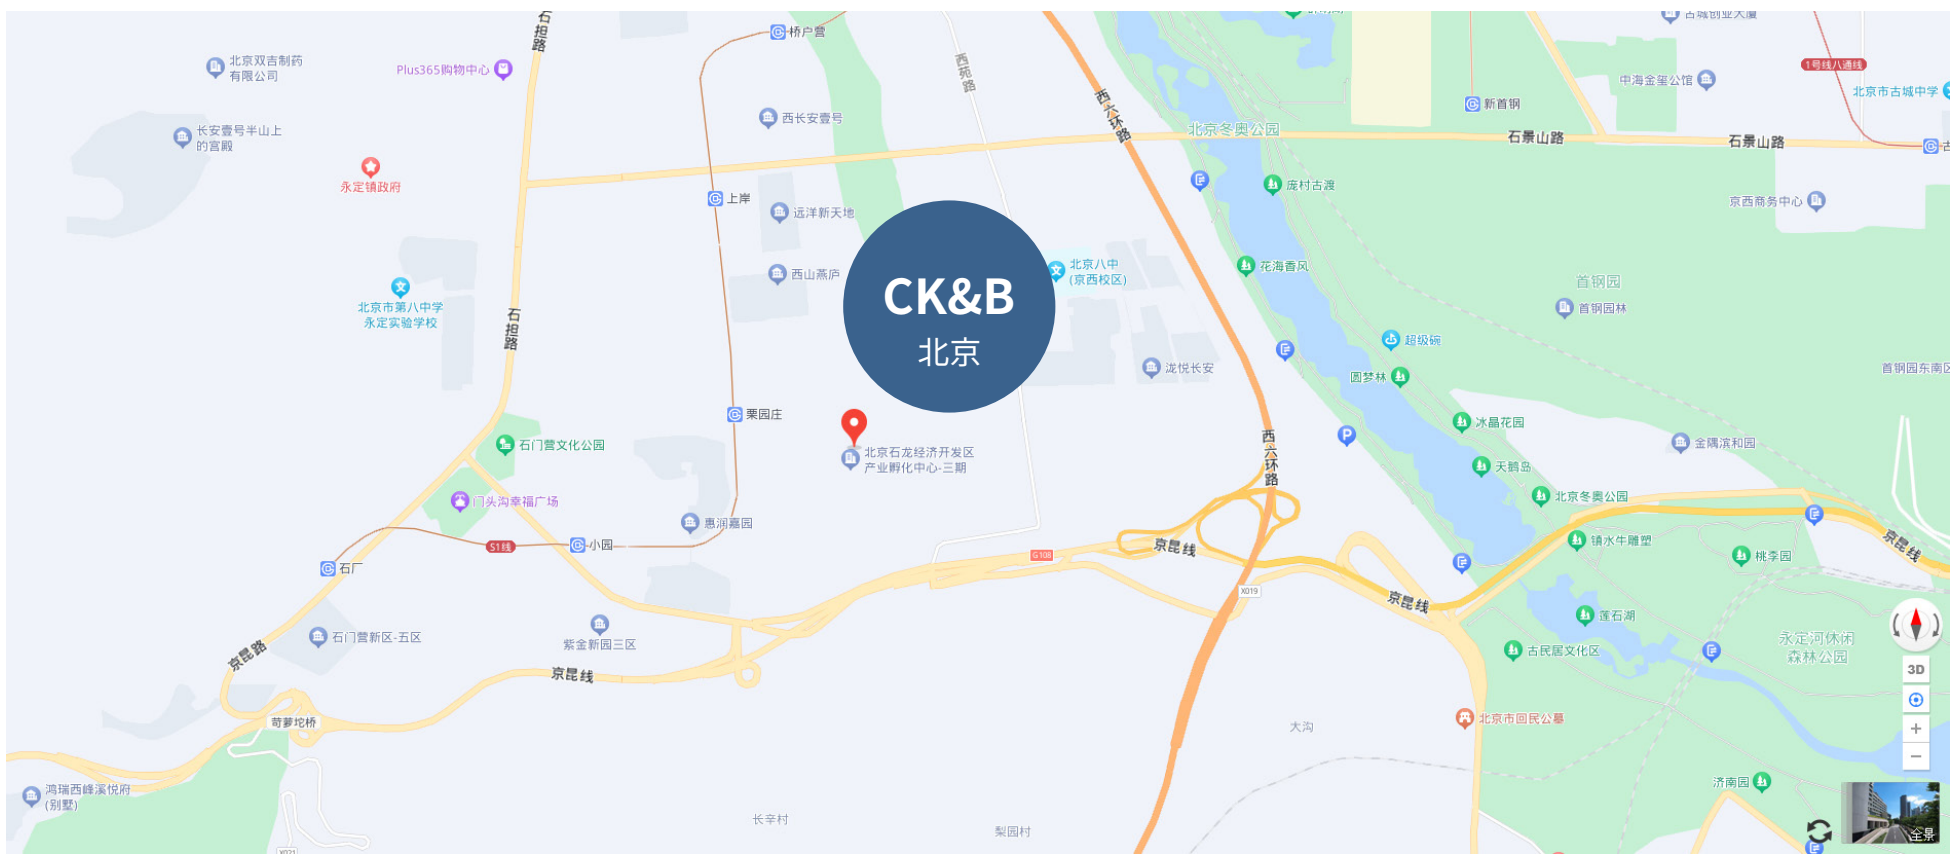 石担路
桥户营
古城创业大厦
北京双吉制药
有限公司
Plus365购物中心
西苑路
1号线八通线
中海金玺公馆
北京市古城中学
西六环路
新首钢
西长安壹号
长安壹号半山上
的宫殿
北京冬奥公园
石景山路
石景山路
永定镇政府
庞村古渡
上岸
远洋新天地
京西商务中心
北京八中
(京西校区)
花海香风
西山燕庐
首钢园
CK&B
北京
北京市第八中学
永定实验学校
首钢园林
石担路
超级碗
泷悦长安
圆梦林
首钢园东南区
栗园庄
冰晶花园
石门营文化公园
西六环路
金隅滨和园
北京石龙经济开发区
产业孵化中心-三期
天鹅岛
P
门头沟幸福广场
北京冬奥公园
惠润嘉园
S1线
小园
G108
京昆线
镇水牛雕塑
京昆线
桃李园
石厂
X019
京昆线
莲石湖
石门营新区-五区
紫金新园三区
永定河休闲
森林公园
京昆路
古民居文化区
京昆线
3D
苛萝坨桥
北京市回民公墓
大沟
鸿瑞西峰溪悦府
(别墅)
济南园
长辛村
梨园村
全景
X021